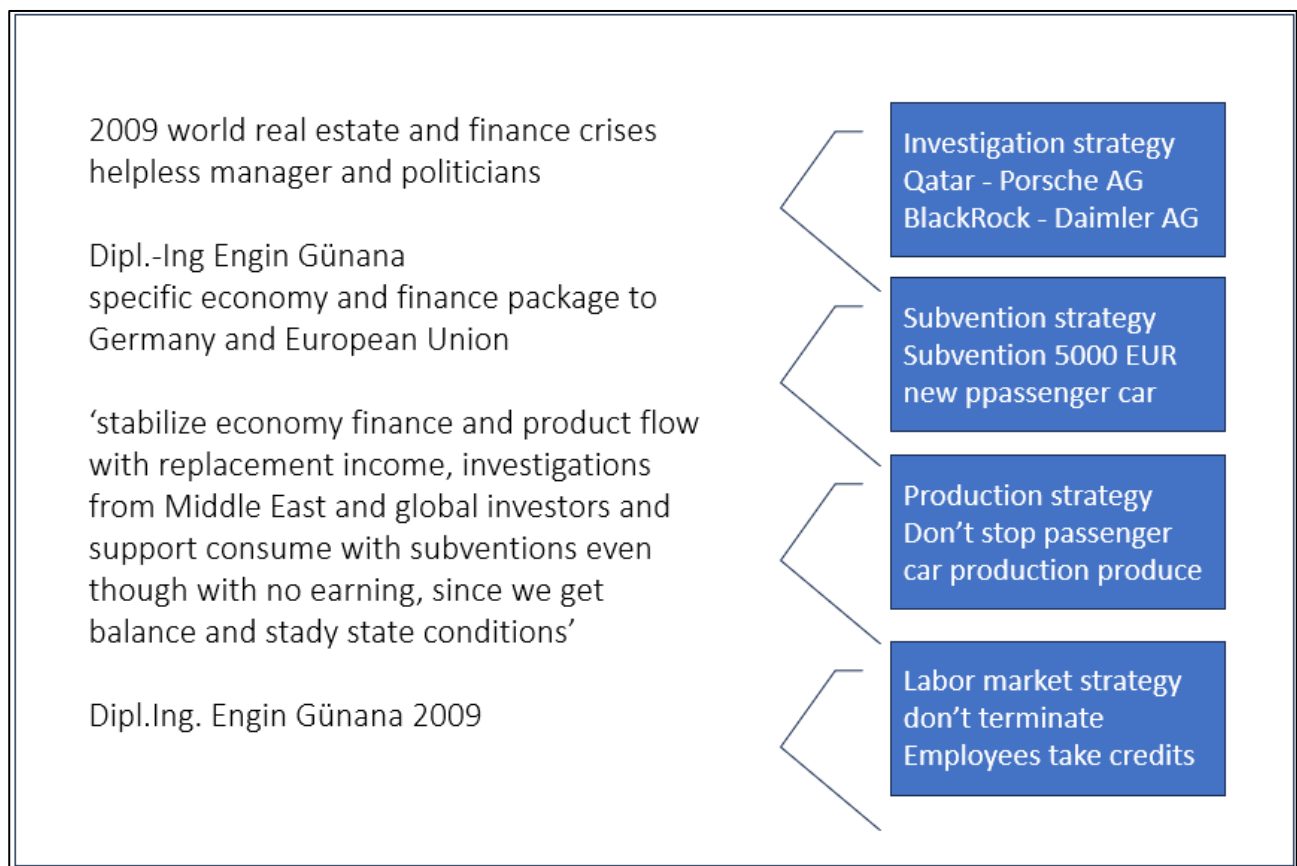 2009 world real estate and finance crises
helpless manager and politicians
Dipl.-Ing Engin Günana
specific economy and finance package to
Germany and European Union
‘stabilize economy finance and product flow
with replacement income, investigations
from Middle East and global investors and
support consume with subventions even
though with no earning, since we get
balance and stady state conditions’
Dipl.Ing. Engin Günana 2009
Investigation strategy
Qatar - Porsche AG
BlackRock - Daimler AG
Subvention strategy
Subvention 5000 EUR
new ppassenger car
Production strategy
Don’t stop passenger
car production produce
Labor market strategy
don’t terminate
Employees take credits